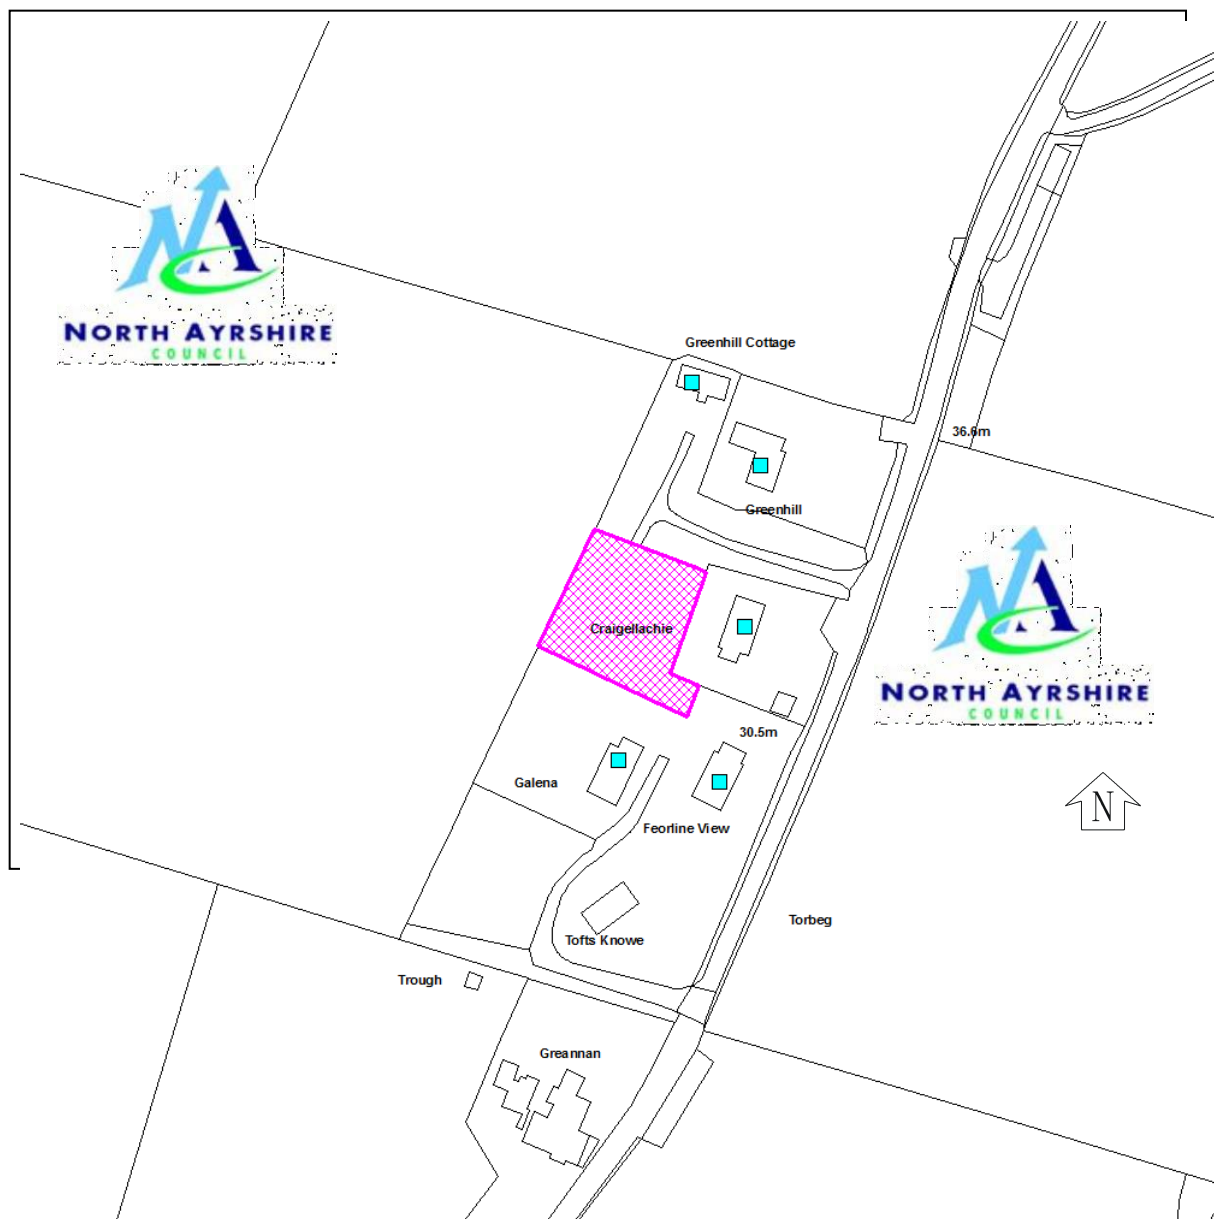 NORTH AYRSHIRE
COUNCIL
Greenhill Cottage
36.6m
Greenhill
Craigellachie
NORTH AYRSHIRE
COUNCIL
30.5m
Galena
N
Feorline View
Torbeg
Tofts Knowe
Trough
Greannan